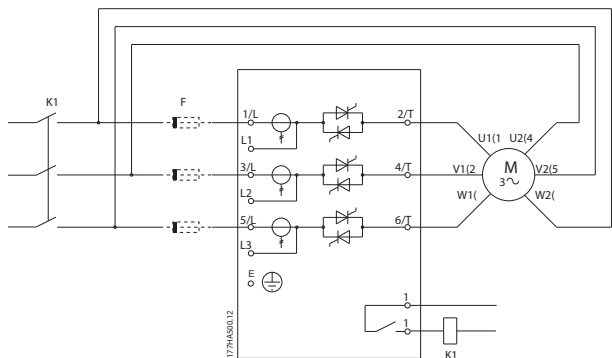 K1
F
1/L
2/T
L1
3/L
4/T
L2
5/L
6/T
L3
E
177HA500.12
1
1
K1
U1(1
U2(4
V1(2
M
3~
V2(5
W1(
W2(